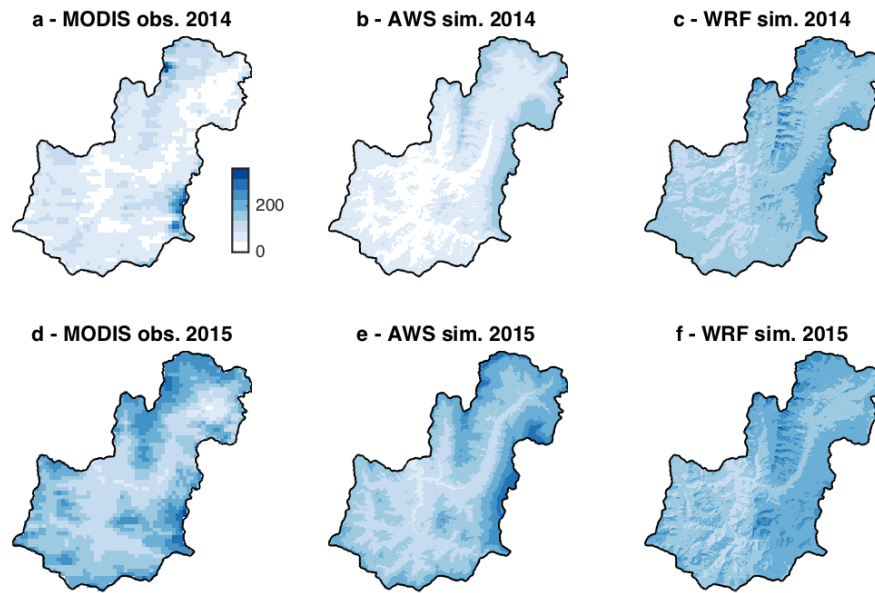 a - MODIS obs. 2014
b - AWS sim. 2014
c - WRF sim. 2014
200
0
d - MODIS obs. 2015
e - AWS sim. 2015
f - WRF sim. 2015